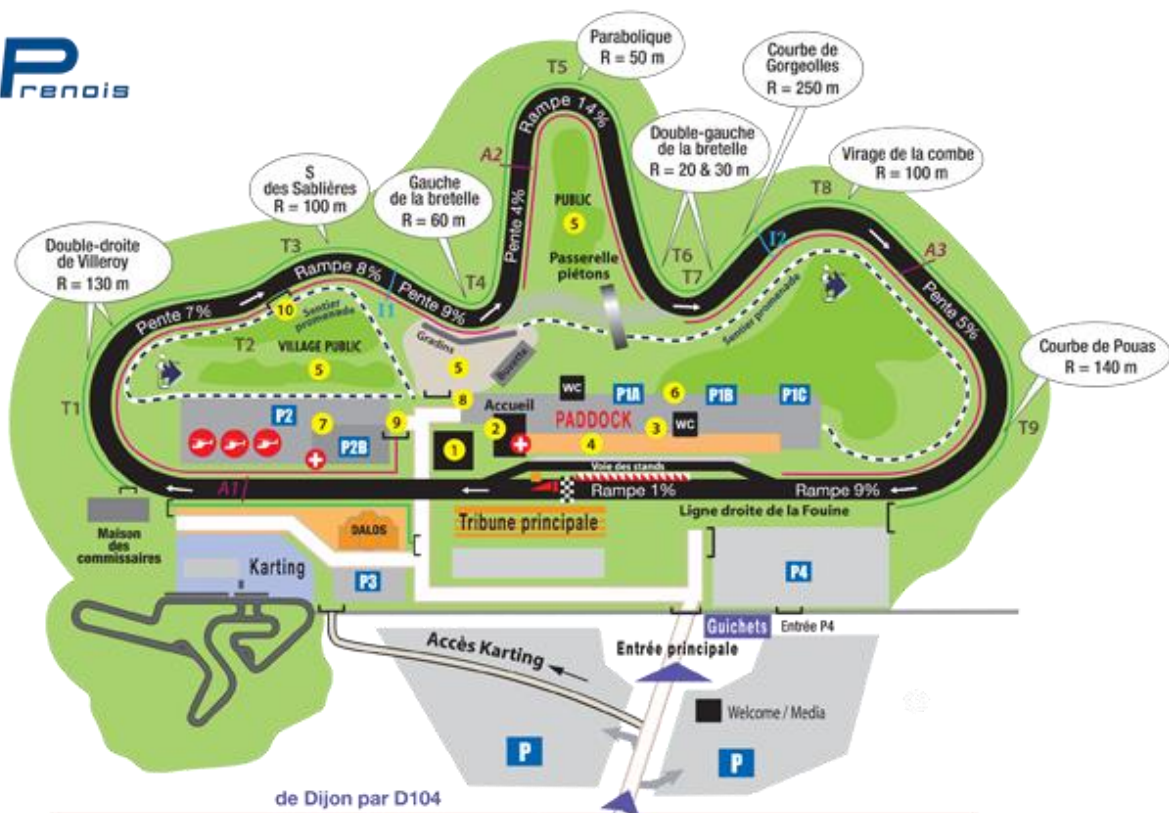 Prenois
Parabolique
R = 50 m
T5
Courbe de
Gorgeolles
R = 250 m
Rampe 14%
Double-gauche
de la bretelle
R = 20 & 30 m
A2
Virage de la combe
R = 100 m
S
des Sablières
R = 100 m
Gauche
de la bretelle
R = 60 m
PUBLIC
5
T8
Pente 4%
Double-droite
de Villeroy
R = 130 m
T3
Rampe 8%
T4
Passerelle
piétons
T6
T7
I2
A3
Pente 7%
10
Sentier
promenade
I1
Pente 9%
Sentier promenade
Pente 5%
T2
VILLAGE PUBLIC
5
Gradins
5
Buvette
Courbe de Pouas
R = 140 m
T1
P2
7
P2B
9
8
Accueil
2
1
WC
P1A
6
P1B
P1C
PADDOCK
3
WC
4
T9
Voie des stands
A1
Rampe 1%
Rampe 9%
Maison
des
commissaires
DALOS
Tribune principale
Ligne droite de la Fouine
Karting
P3
P4
Guichets
Entrée P4
Accès Karting
Entrée principale
Welcome / Media
P
P
de Dijon par D104